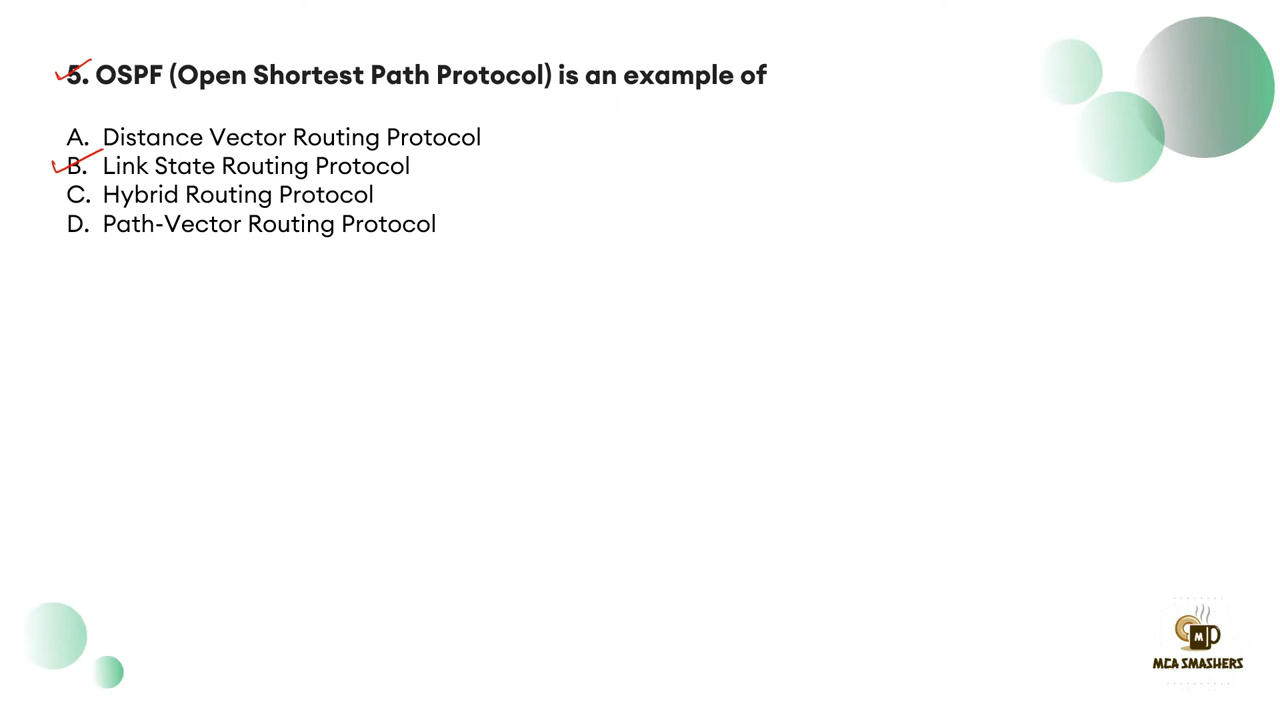 5. OSPF (Open Shortest Path Protocol) is an example of
A. Distance Vector Routing Protocol
B. Link State Routing Protocol
C. Hybrid Routing Protocol
D. Path-Vector Routing Protocol
M
MCA SMASHERS